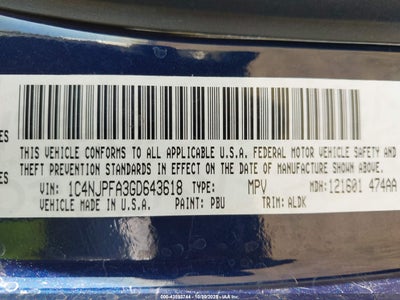 THIS VEHICLE CONFORMS TO ALL APPLICABLE U.S.A. FEDERAL MOTOR VEHICLE SAFETY AND
THEFT PREVENTION STANDARDS IN EFFECT ON THE DATE OF MANUFACTURE SHOWN ABOVE.
VIN: 1C4NJPFA3GD643618 TYPE: MPV MDH:121601 474AA
VEHICLE MADE IN U.S.A. PAINT: PBU TRIM: ALDK